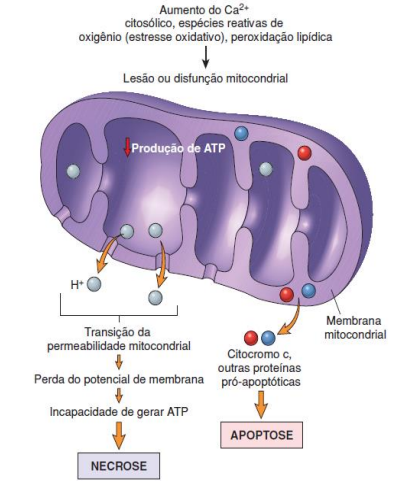 Aumento do Ca²⁺
citosólico, espécies reativas de
oxigênio (estresse oxidativo), peroxidação lipídica
Lesão ou disfunção mitocondrial
Produção de ATP
H⁺
Transição da
permeabilidade mitocondrial
Perda do potencial de membrana
Incapacidade de gerar ATP
NECROSE
Membrana
mitocondrial
Citocromo c,
outras proteínas
pró-apoptóticas
APOPTOSE